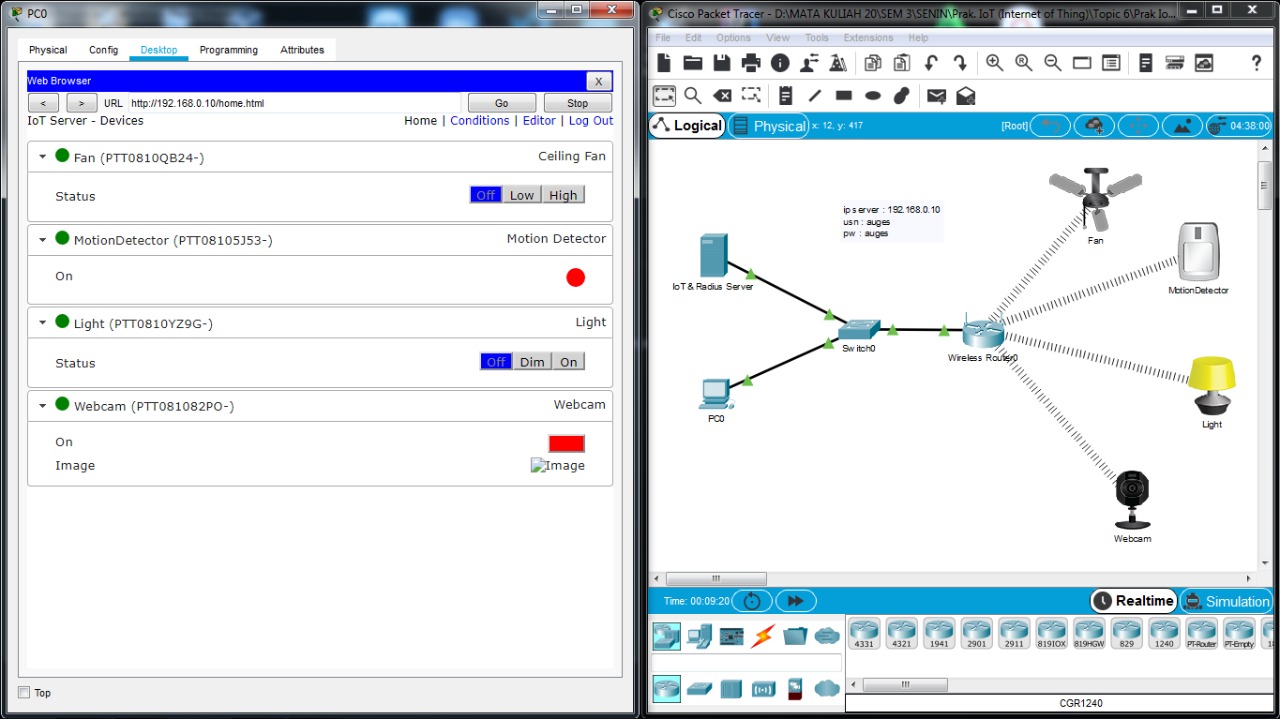 PC0
Physical Config Desktop Programming Attributes
Web Browser
X
< > URL http://192.168.0.10/home.html Go Stop
IoT Server - Devices Home | Conditions | Editor | Log Out
Fan (PTT0810QB24-) Ceiling Fan
Status Off Low High
MotionDetector (PTT08105J53-) Motion Detector
On
Light (PTT0810YZ9G-) Light
Status Off Dim On
Webcam (PTT081082PO-) Webcam
On
Image Image
Top
Cisco Packet Tracer - D:\MATA KULIAH 20\SEM 3\SENIN\Prak. IoT (Internet of Thing)\Topic 6\Prak Io...
File Edit Options View Tools Extensions Help
Logical Physical x: 12, y: 417 [Root] 04:38:00
ip server : 192.168.0.10
usn : auges
pw : auges
Fan
IoT & Radius Server
MotionDetector
Switch0
Wireless Router0
PC0
Light
Webcam
Time: 00:09:20 Realtime Simulation
4331 4321 1941 2901 2911 819IOX 819HGW 829 1240 PT-Router PT-Empty
CGR1240